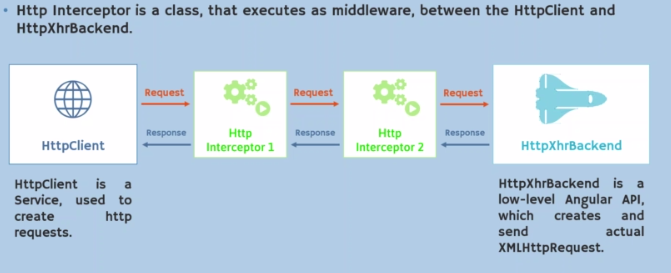 • Http Interceptor is a class, that executes as middleware, between the HttpClient and
HttpXhrBackend.
Request
Request
Request
Response
Response
Response
HttpClient
Http
Interceptor 1
Http
Interceptor 2
HttpXhrBackend
HttpClient is a
Service, used to
create http
requests.
HttpXhrBackend is a
low-level Angular API,
which creates and
send actual
XMLHttpRequest.